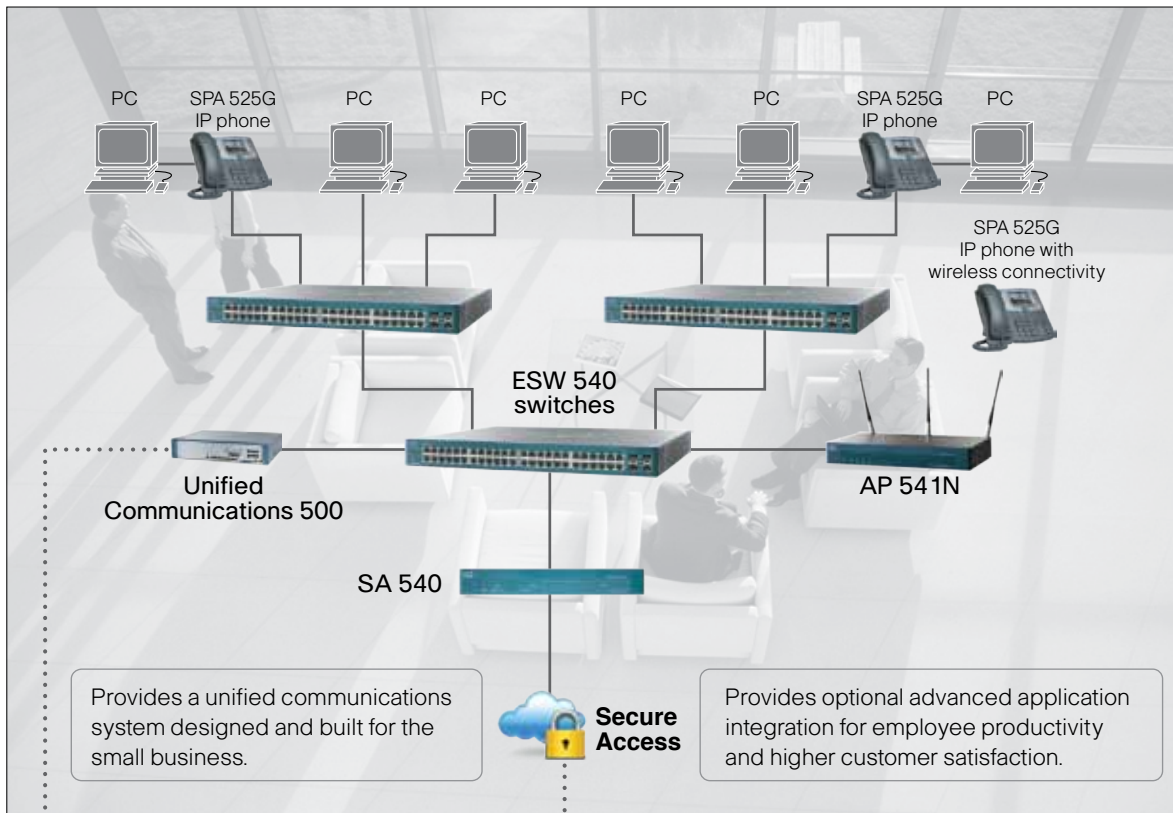 PC
SPA 525G
IP phone
PC
PC
PC
PC
SPA 525G
IP phone
PC
SPA 525G
IP phone with
wireless connectivity
ESW 540
switches
Unified
Communications 500
AP 541N
SA 540
Secure
Access
Provides a unified communications
system designed and built for the
small business.
Provides optional advanced application
integration for employee productivity
and higher customer satisfaction.